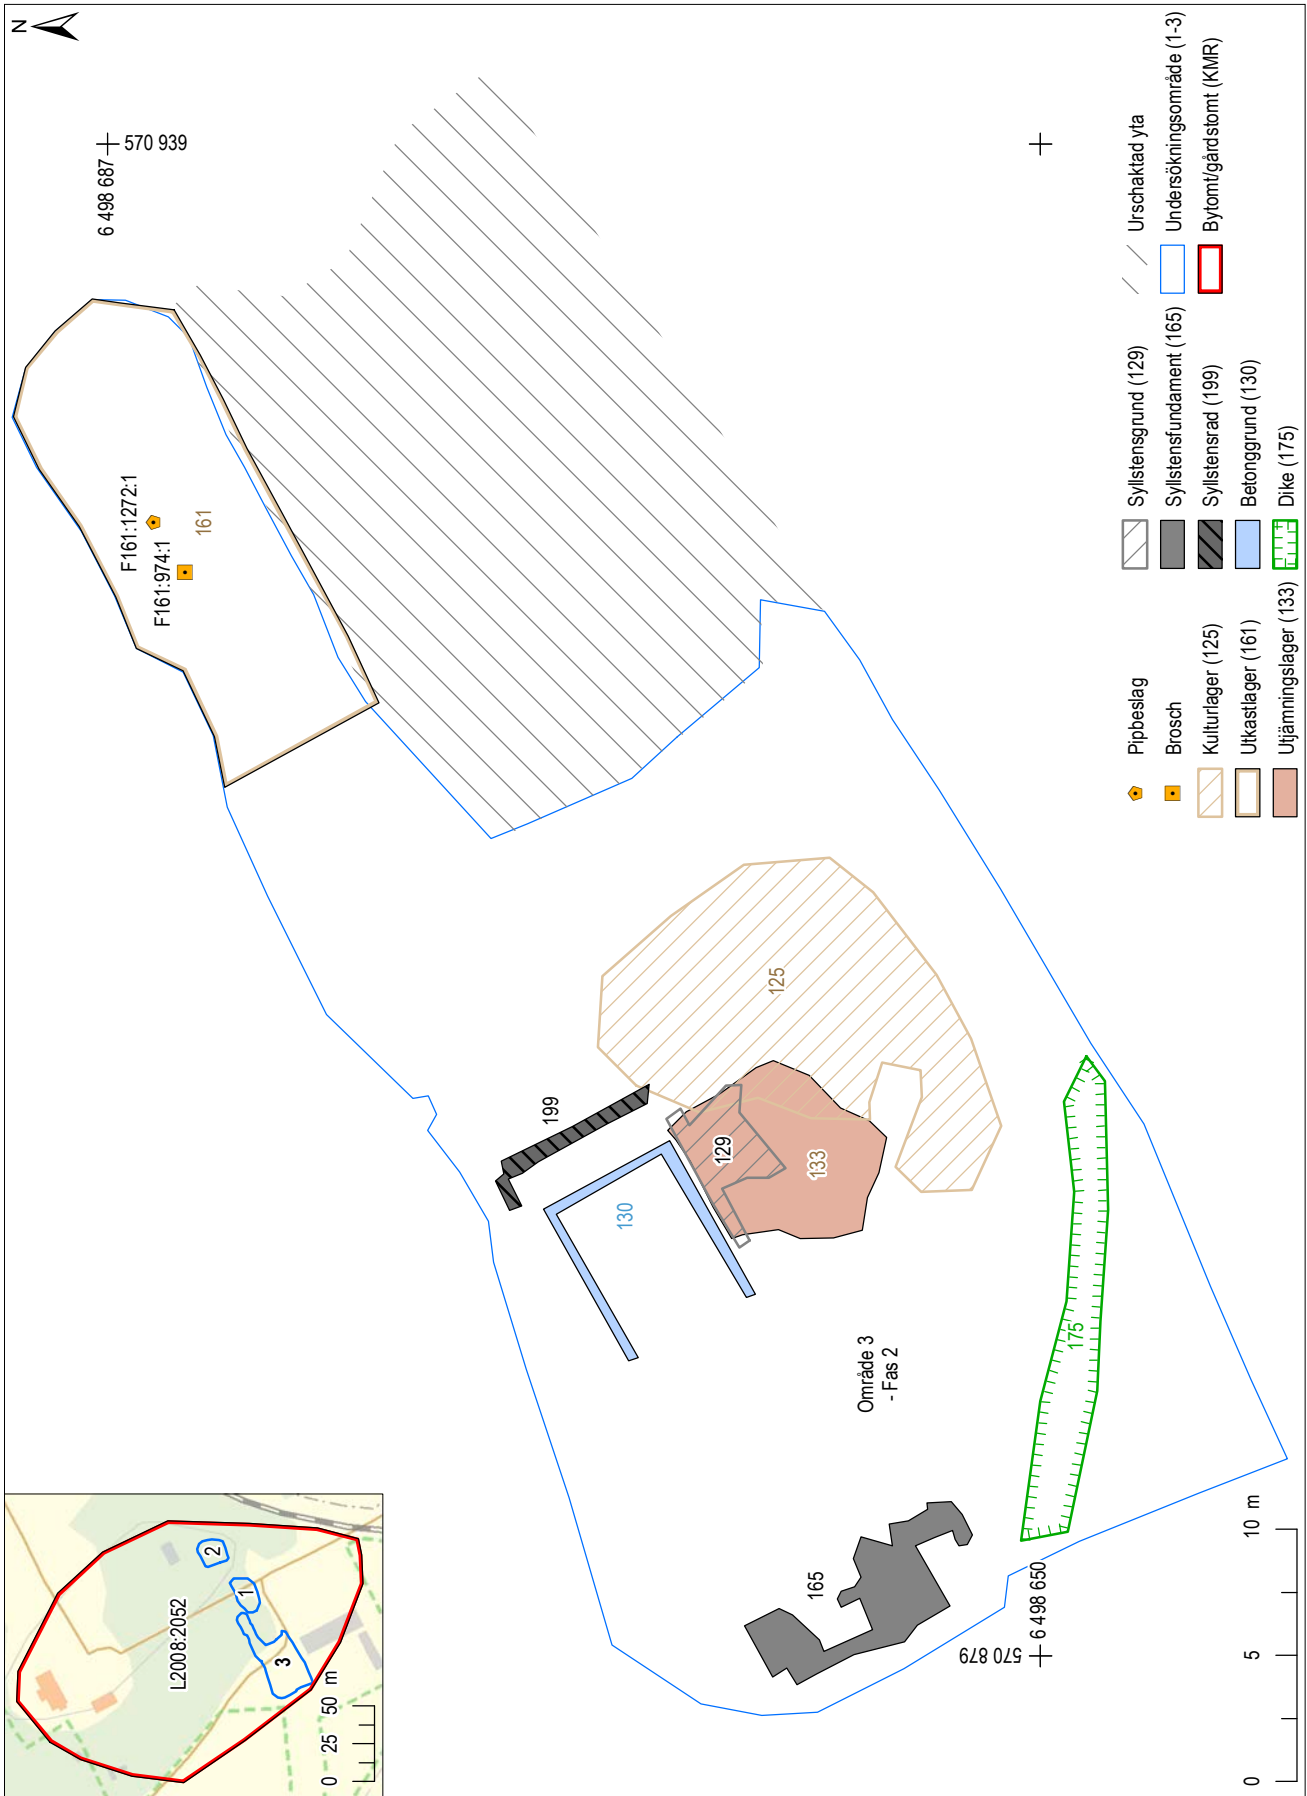 L2008:2052
1
2
3
0 25 50 m
N
6 498 687
570 939
F161:1272:1
F161:974:1
161
199
130
129
133
125
Område 3
- Fas 2
165
175
570 879
6 498 650
0 5 10 m
Pipbeslag
Brosch
Kulturlager (125)
Utkastlager (161)
Utjämningslager (133)
Syllstensgrund (129)
Syllstensfundament (165)
Syllstensrad (199)
Betonggrund (130)
Dike (175)
Urschaktad yta
Undersökningsområde (1-3)
Bytomt/gårdstomt (KMR)